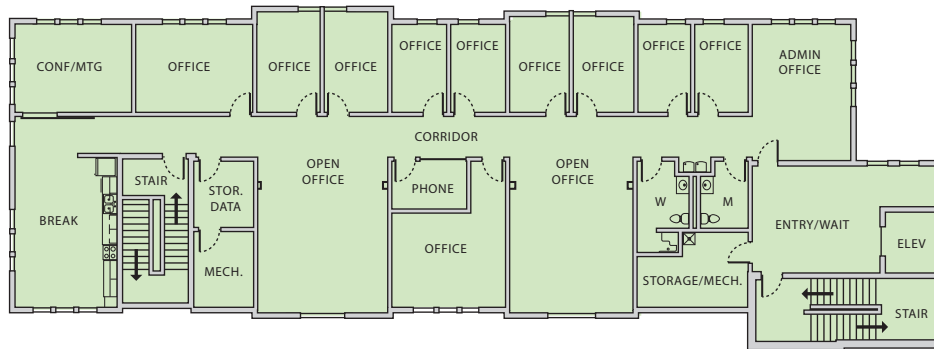 CONF/MTG
OFFICE
OFFICE
OFFICE
OFFICE
OFFICE
OFFICE
OFFICE
OFFICE
OFFICE
ADMIN
OFFICE
CORRIDOR
STAIR
STOR.
DATA
OPEN
OFFICE
PHONE
OPEN
OFFICE
W
M
BREAK
MECH.
OFFICE
STORAGE/MECH.
ENTRY/WAIT
ELEV
STAIR